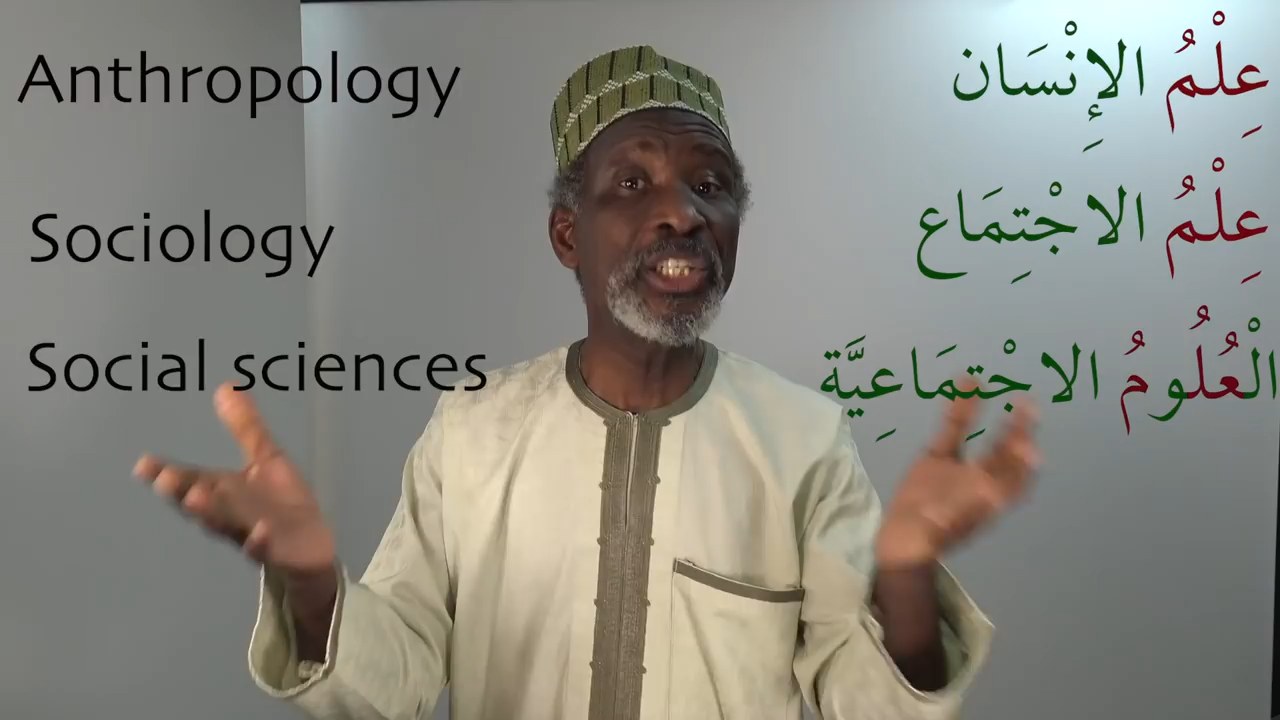 Anthropology عِلْمُ الإِنْسَان
Sociology عِلْمُ الاجْتِمَاع
Social sciences الْعُلُومُ الاجْتِمَاعِيَّة